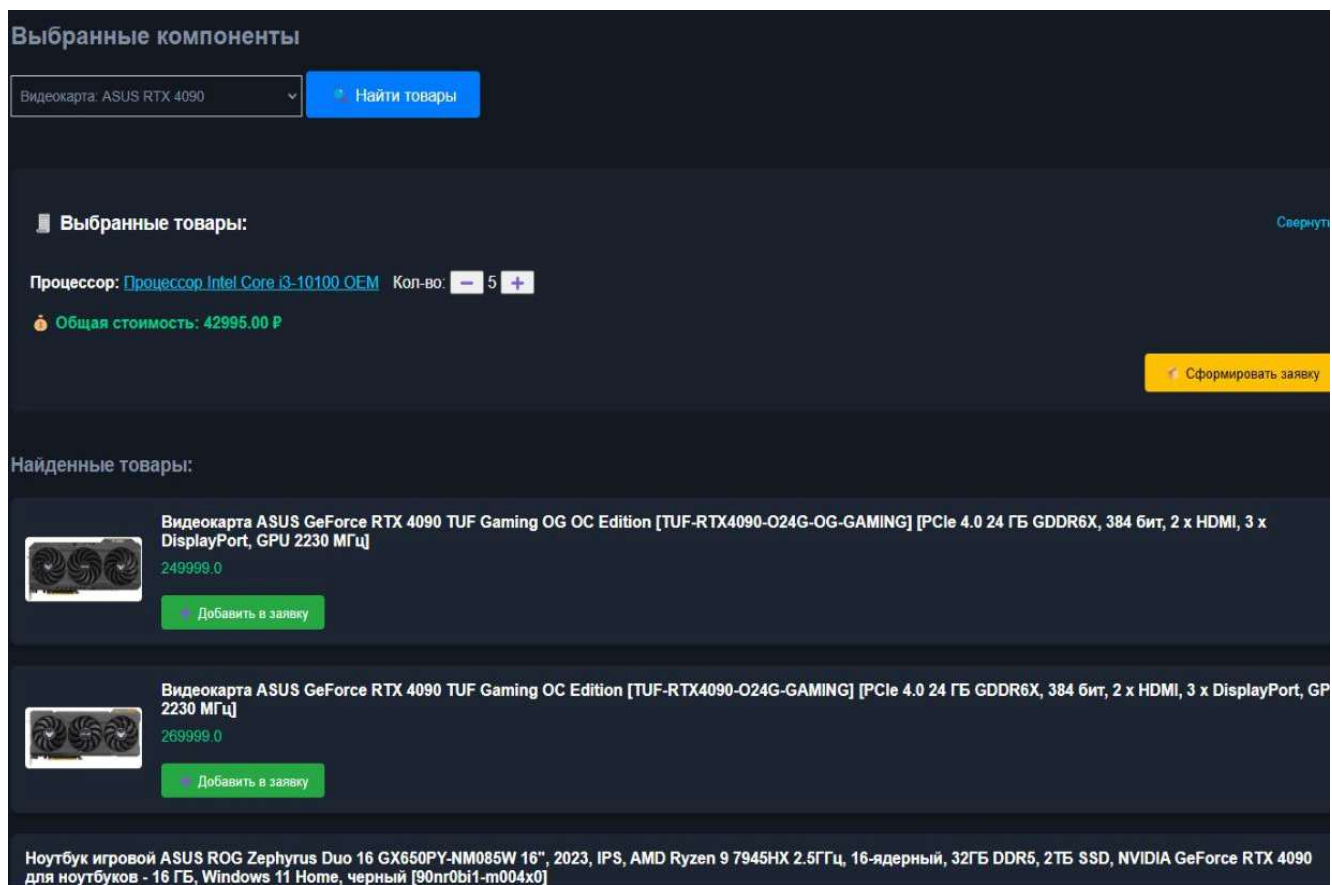 Выбранные компоненты
Видеокарта: ASUS RTX 4090
Найти товары
Выбранные товары:
Свернуть
Процессор: Процессор Intel Core i3-10100 OEM Кол-во: − 5 +
Общая стоимость: 42995.00 ₽
Сформировать заявку
Найденные товары:
Видеокарта ASUS GeForce RTX 4090 TUF Gaming OG OC Edition [TUF-RTX4090-O24G-OG-GAMING] [PCIe 4.0 24 ГБ GDDR6X, 384 бит, 2 x HDMI, 3 x
DisplayPort, GPU 2230 МГц]
249999.0
Добавить в заявку
Видеокарта ASUS GeForce RTX 4090 TUF Gaming OC Edition [TUF-RTX4090-O24G-GAMING] [PCIe 4.0 24 ГБ GDDR6X, 384 бит, 2 x HDMI, 3 x DisplayPort, GP
2230 МГц]
269999.0
Добавить в заявку
Ноутбук игровой ASUS ROG Zephyrus Duo 16 GX650PY-NM085W 16", 2023, IPS, AMD Ryzen 9 7945HX 2.5ГГц, 16-ядерный, 32ГБ DDR5, 2ТБ SSD, NVIDIA GeForce RTX 4090
для ноутбуков - 16 ГБ, Windows 11 Home, черный [90nr0bi1-m004x0]